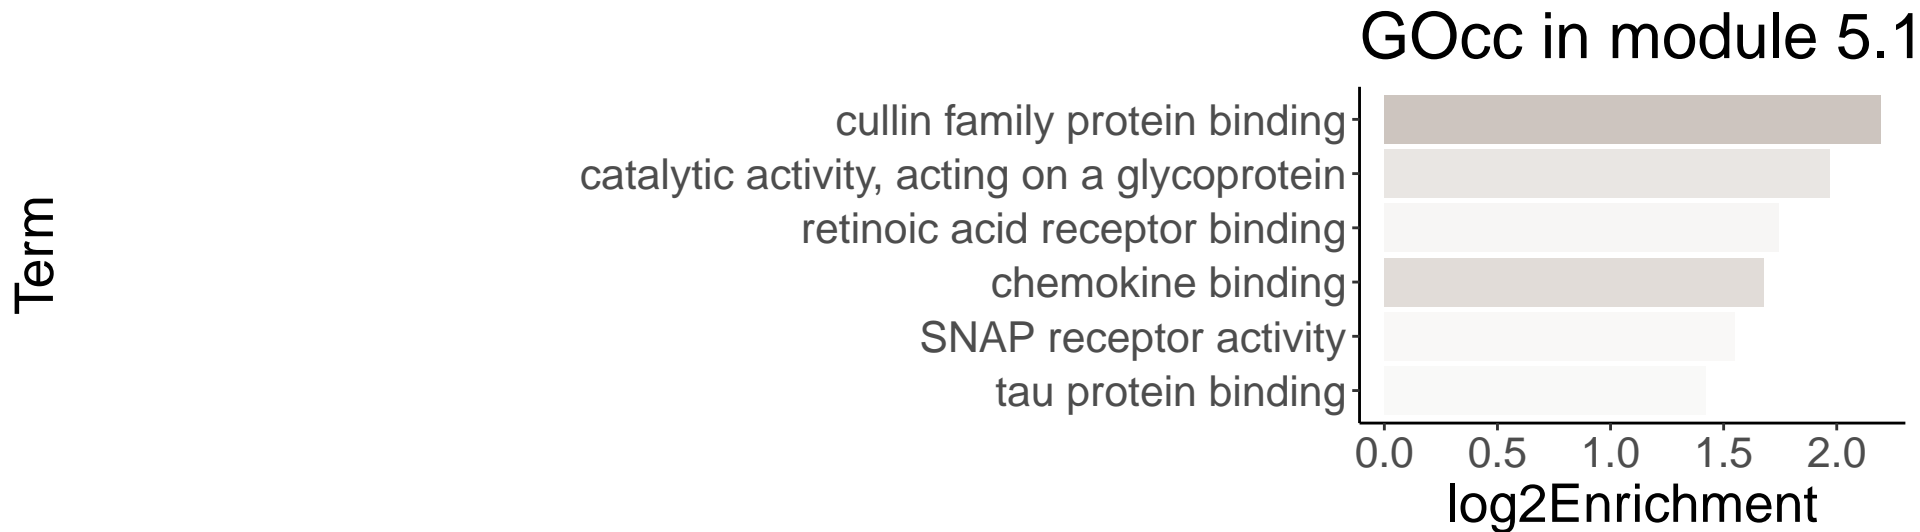 GOcc in module 5.1
Term
cullin family protein binding
catalytic activity, acting on a glycoprotein
retinoic acid receptor binding
chemokine binding
SNAP receptor activity
tau protein binding
0.0 0.5 1.0 1.5 2.0
log2Enrichment